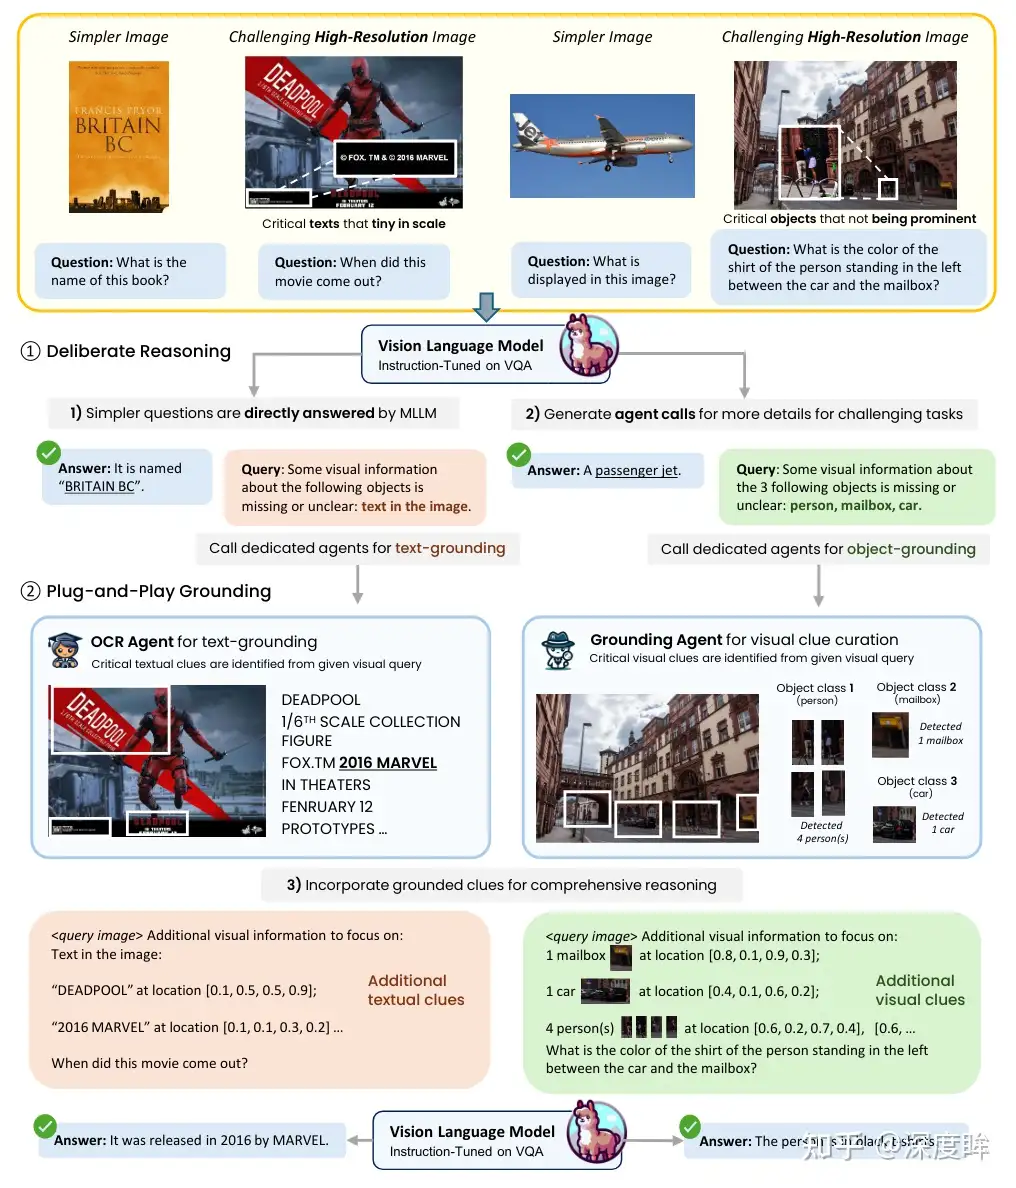 Simpler Image
Challenging High-Resolution Image
Simpler Image
Challenging High-Resolution Image
FRANCIS PRYOR
BRITAIN
BC
DEADPOOL
1/6TH SCALE COLLECTIBLE FIGURE
© FOX. TM & © 2016 MARVEL
IN THEATERS
FEBRUARY 12
Jet
Critical texts that tiny in scale
Critical objects that not being prominent
Question: What is the
name of this book?
Question: When did this
movie come out?
Question: What is
displayed in this image?
Question: What is the color of the
shirt of the person standing in the left
between the car and the mailbox?
① Deliberate Reasoning
Vision Language Model
Instruction-Tuned on VQA
1) Simpler questions are directly answered by MLLM
2) Generate agent calls for more details for challenging tasks
Answer: It is named
“BRITAIN BC”.
Query: Some visual information
about the following objects is
missing or unclear: text in the image.
Answer: A passenger jet.
Query: Some visual information about
the 3 following objects is missing or
unclear: person, mailbox, car.
Call dedicated agents for text-grounding
Call dedicated agents for object-grounding
② Plug-and-Play Grounding
OCR Agent for text-grounding
Critical textual clues are identified from given visual query
DEADPOOL
DEADPOOL
1/6TH SCALE COLLECTION
FIGURE
FOX.TM 2016 MARVEL
IN THEATERS
FENRUARY 12
PROTOTYPES ...
Grounding Agent for visual clue curation
Critical visual clues are identified from given visual query
Object class 1
(person)
Object class 2
(mailbox)
Detected
1 mailbox
Object class 3
(car)
Detected
4 person(s)
Detected
1 car
3) Incorporate grounded clues for comprehensive reasoning
<query image> Additional visual information to focus on:
Text in the image:
“DEADPOOL” at location [0.1, 0.5, 0.5, 0.9];
“2016 MARVEL” at location [0.1, 0.1, 0.3, 0.2] ...
When did this movie come out?
Additional
textual clues
<query image> Additional visual information to focus on:
1 mailbox at location [0.8, 0.1, 0.9, 0.3];
1 car at location [0.4, 0.1, 0.6, 0.2];
4 person(s) at location [0.6, 0.2, 0.7, 0.4], [0.6, ...
What is the color of the shirt of the person standing in the left
between the car and the mailbox?
Additional
visual clues
Answer: It was released in 2016 by MARVEL.
Vision Language Model
Instruction-Tuned on VQA
Answer: The person is in black t-shirts.
知乎 @深度眸